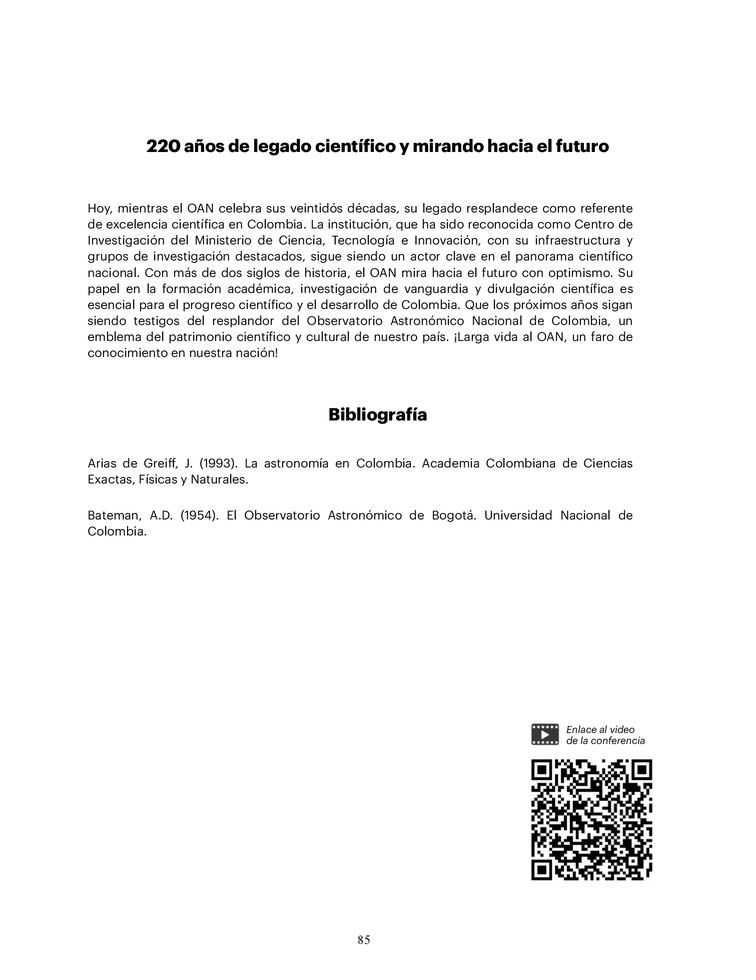 220 años de legado científico y mirando hacia el futuro
Hoy, mientras el OAN celebra sus veintidós décadas, su legado resplandece como referente
de excelencia científica en Colombia. La institución, que ha sido reconocida como Centro de
Investigación del Ministerio de Ciencia, Tecnología e Innovación, con su infraestructura y
grupos de investigación destacados, sigue siendo un actor clave en el panorama científico
nacional. Con más de dos siglos de historia, el OAN mira hacia el futuro con optimismo. Su
papel en la formación académica, investigación de vanguardia y divulgación científica es
esencial para el progreso científico y el desarrollo de Colombia. Que los próximos años sigan
siendo testigos del resplandor del Observatorio Astronómico Nacional de Colombia, un
emblema del patrimonio científico y cultural de nuestro país. ¡Larga vida al OAN, un faro de
conocimiento en nuestra nación!
Bibliografía
Arias de Greiff, J. (1993). La astronomía en Colombia. Academia Colombiana de Ciencias
Exactas, Físicas y Naturales.
Bateman, A.D. (1954). El Observatorio Astronómico de Bogotá. Universidad Nacional de
Colombia.
Enlace al video
de la conferencia
85